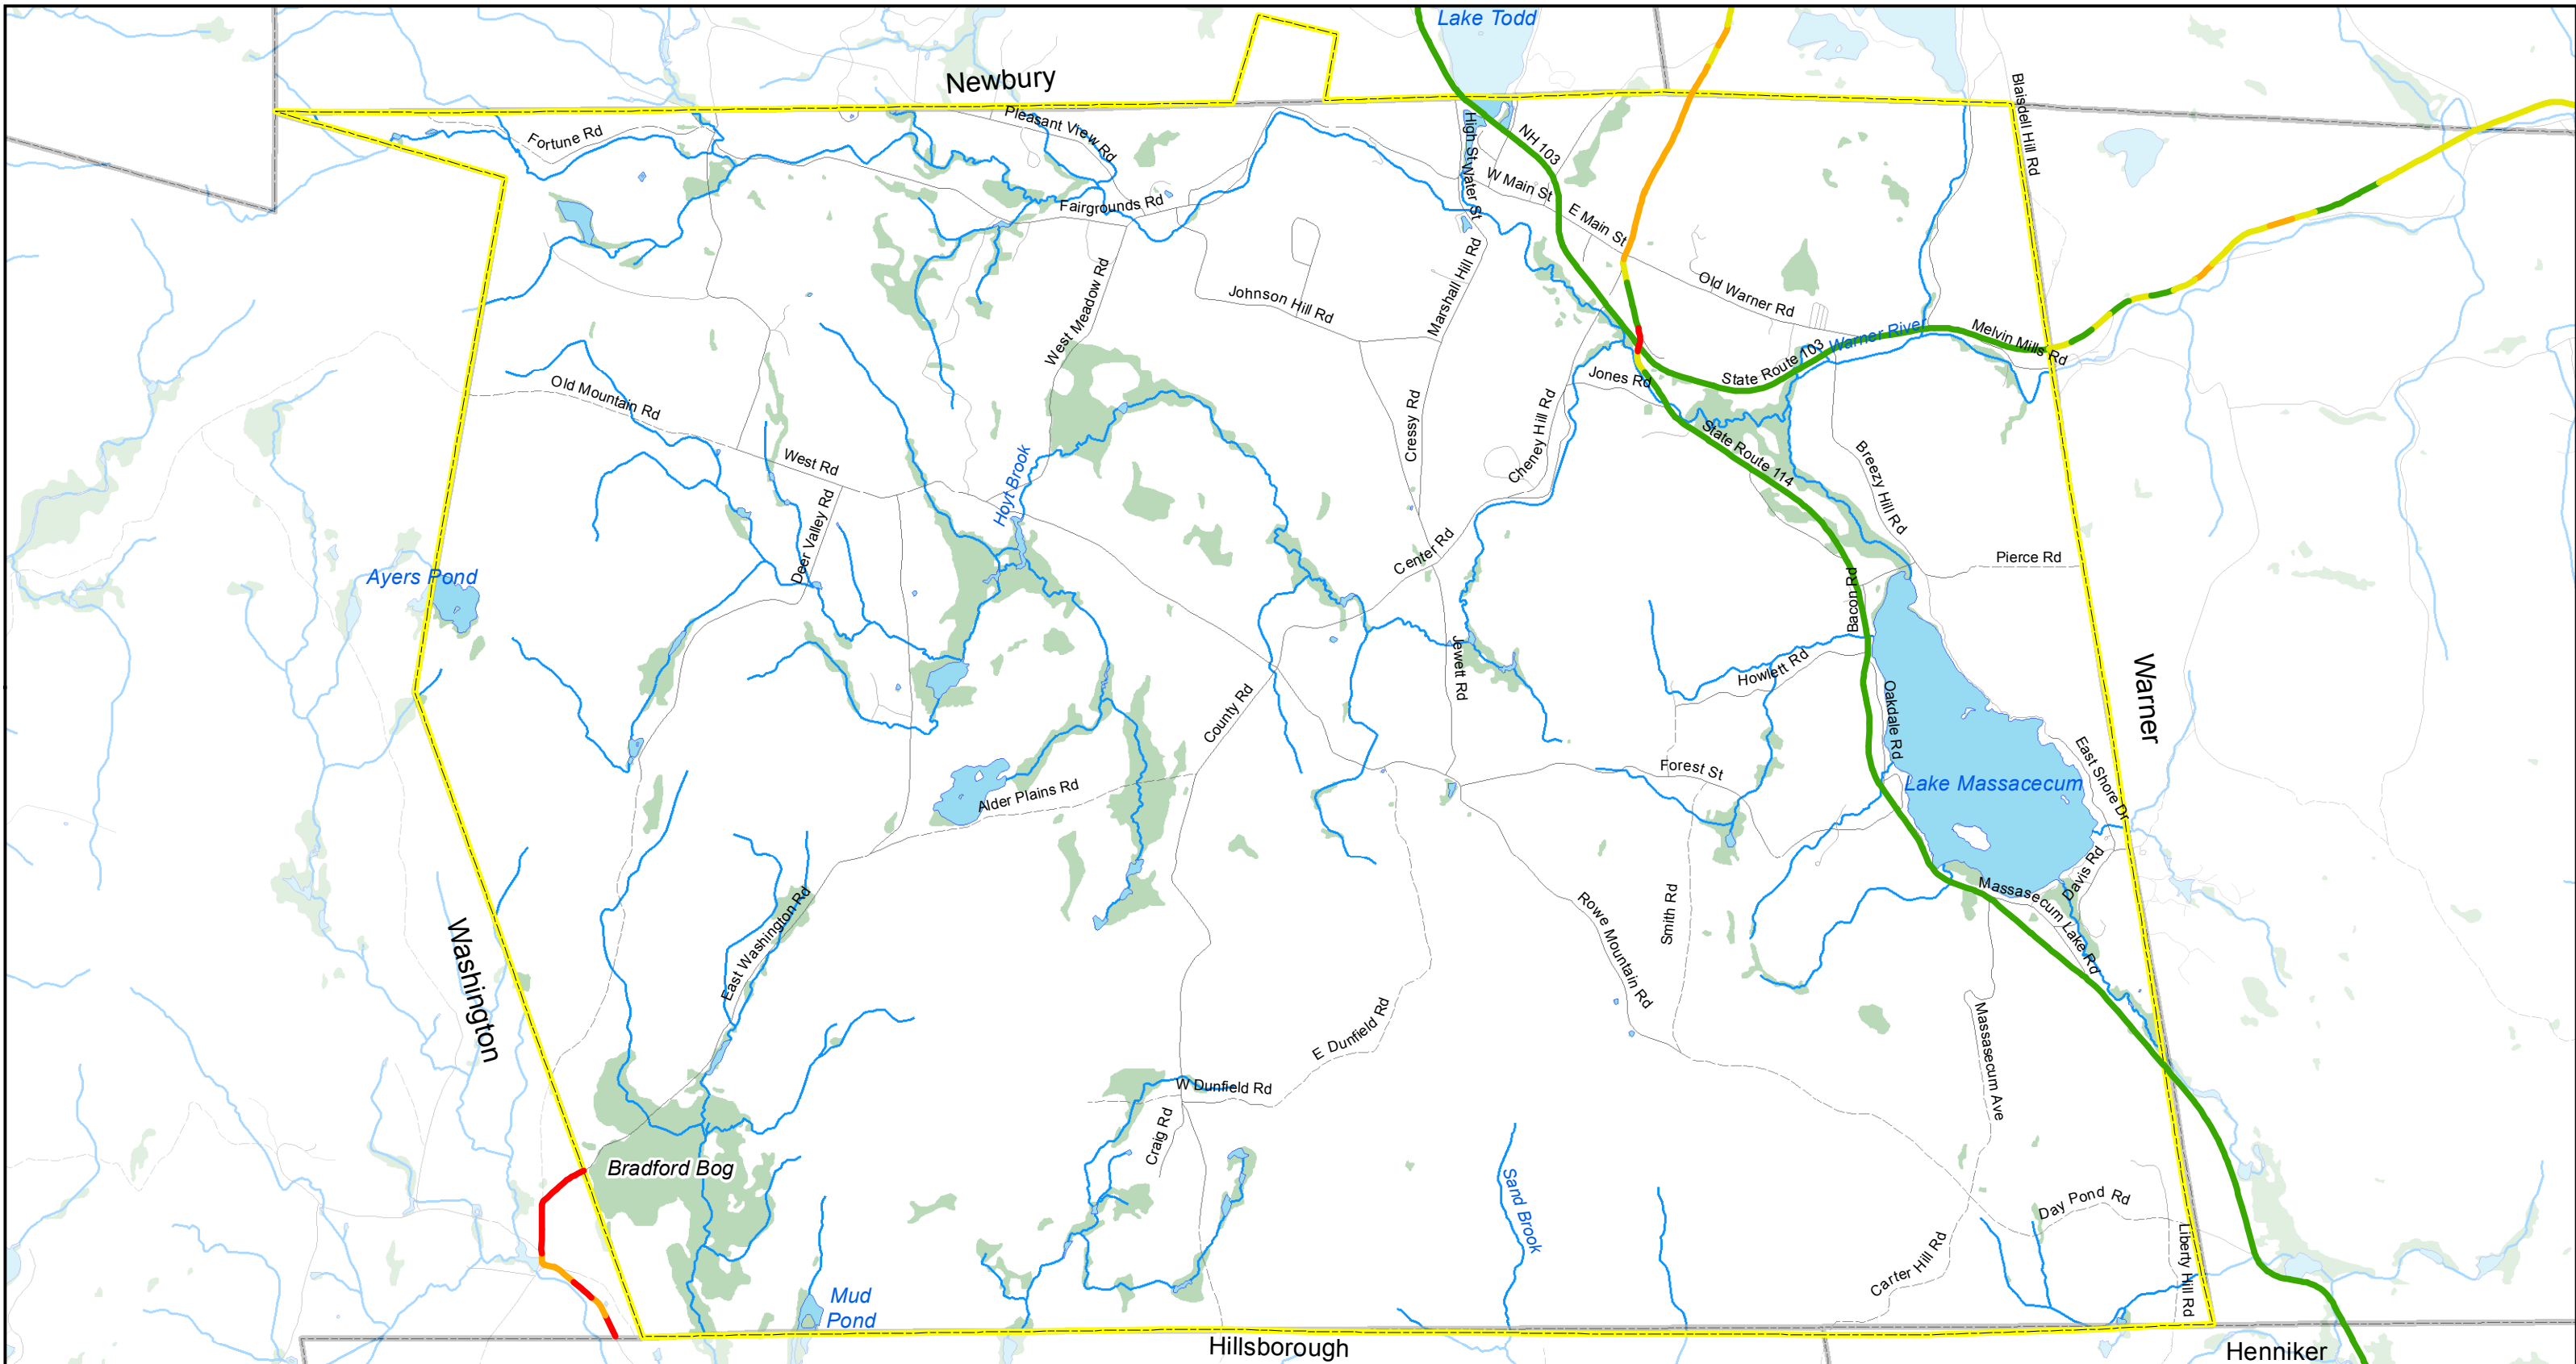 Lake Todd
Newbury
Blaisdell Hill Rd
Pleasant View Rd
Fortune Rd
NH 103
High St
Water St
W Main St
Fairgrounds Rd
E Main St
Marshall Hill Rd
West Meadow Rd
Johnson Hill Rd
Old Warner Rd
Warner River
Melvin Mills Rd
State Route 103
Jones Rd
Old Mountain Rd
Cressy Rd
Cheney Hill Rd
State Route 114
Breezy Hill Rd
West Rd
Hoyt Brook
Deer Valley Rd
Center Rd
Pierce Rd
Ayers Pond
Beacon Rd
Jewett Rd
Howlett Rd
Warner
Oakdale Rd
County Rd
East Shore Dr
Forest St
Lake Massacecum
Alder Plains Rd
Davis Rd
Massasecum Lake Rd
Smith Rd
Rowe Mountain Rd
East Washington Rd
Washington
E Dunfield Rd
Massasecum Ave
W Dunfield Rd
Craig Rd
Bradford Bog
Sand Brook
Day Pond Rd
Carter Hill Rd
Liberty Hill Rd
Mud
Pond
Hillsborough
Henniker